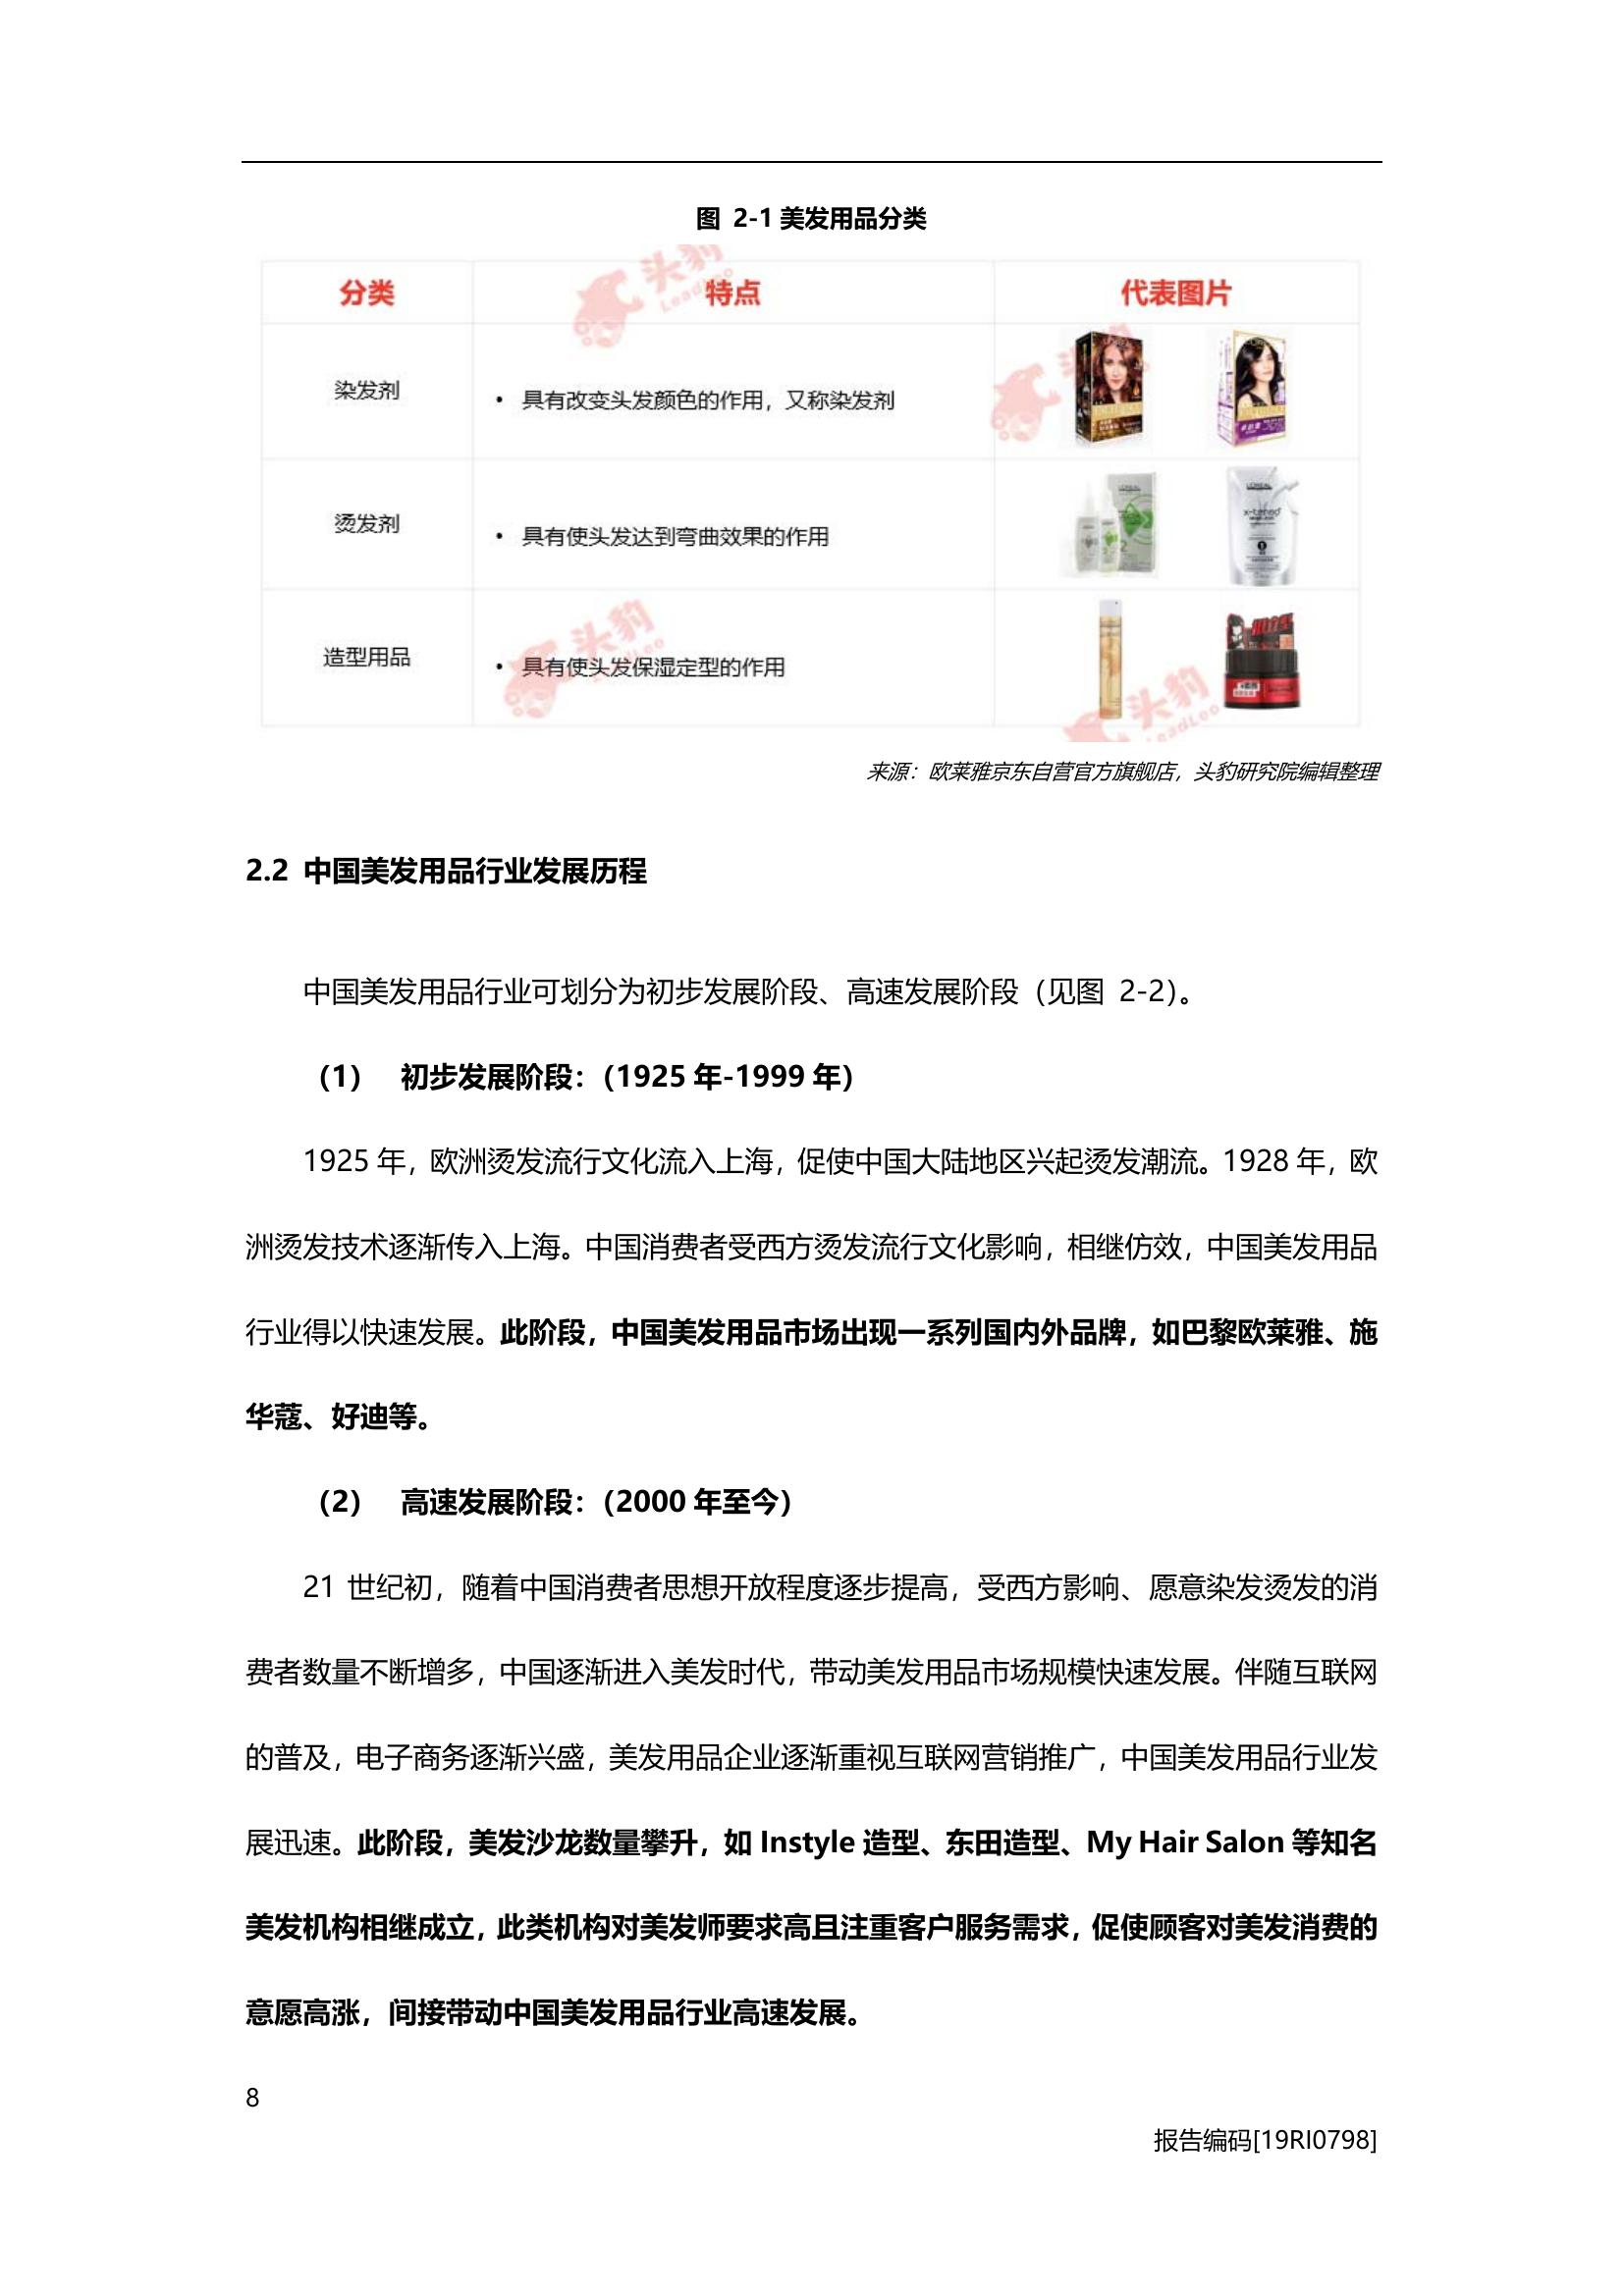 图 2-1 美发用品分类
分类 特点 代表图片
染发剂
• 具有改变头发颜色的作用，又称染发剂
烫发剂
• 具有使头发达到弯曲效果的作用
造型用品
• 具有使头发保湿定型的作用
头豹
LeadLeo
来源：欧莱雅京东自营官方旗舰店，头豹研究院编辑整理
2.2 中国美发用品行业发展历程
中国美发用品行业可划分为初步发展阶段、高速发展阶段（见图 2-2）。
（1） 初步发展阶段：（1925 年-1999 年）
1925 年，欧洲烫发流行文化流入上海，促使中国大陆地区兴起烫发潮流。1928 年，欧
洲烫发技术逐渐传入上海。中国消费者受西方烫发流行文化影响，相继仿效，中国美发用品
行业得以快速发展。此阶段，中国美发用品市场出现一系列国内外品牌，如巴黎欧莱雅、施
华蔻、好迪等。
（2） 高速发展阶段：（2000 年至今）
21 世纪初，随着中国消费者思想开放程度逐步提高，受西方影响、愿意染发烫发的消
费者数量不断增多，中国逐渐进入美发时代，带动美发用品市场规模快速发展。伴随互联网
的普及，电子商务逐渐兴盛，美发用品企业逐渐重视互联网营销推广，中国美发用品行业发
展迅速。此阶段，美发沙龙数量攀升，如 Instyle 造型、东田造型、My Hair Salon 等知名
美发机构相继成立，此类机构对美发师要求高且注重客户服务需求，促使顾客对美发消费的
意愿高涨，间接带动中国美发用品行业高速发展。
8
报告编码[19RI0798]